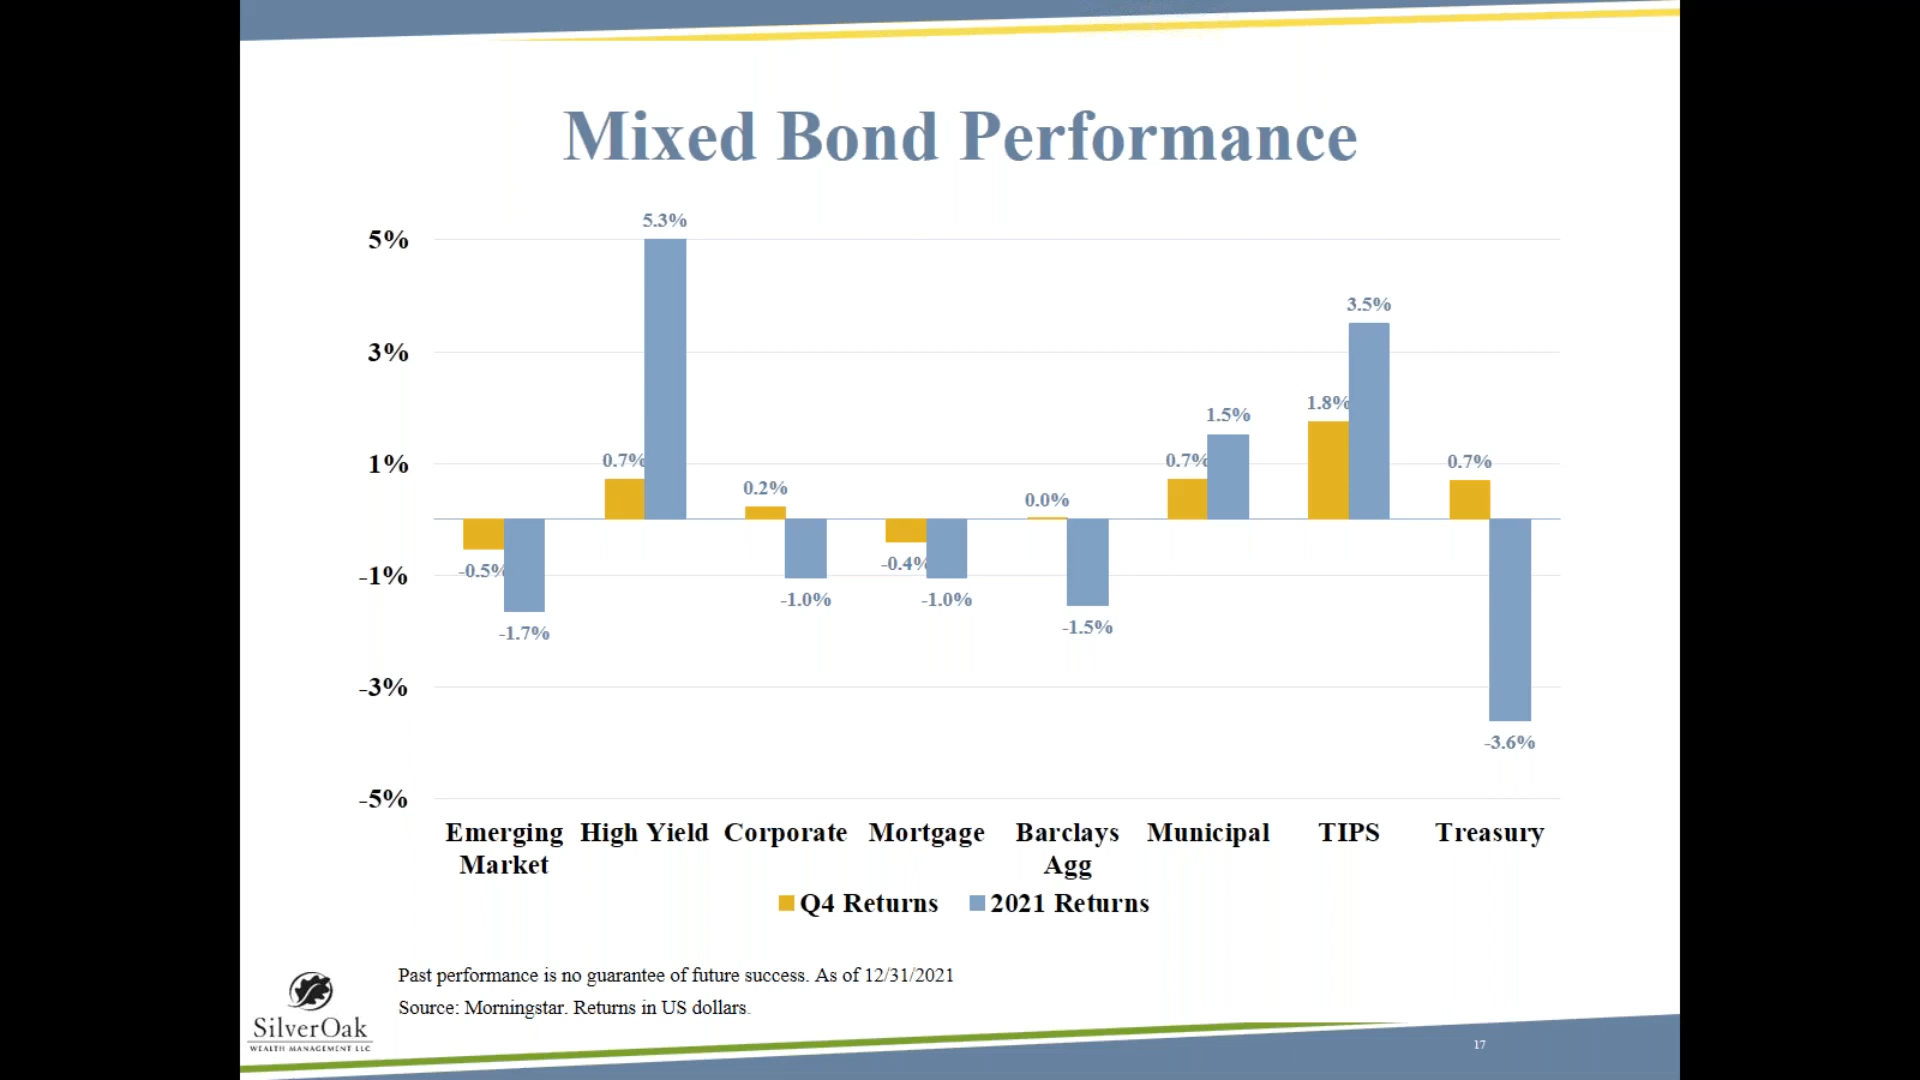 Mixed Bond Performance
5.3%
5%
3.5%
3%
1.8%
1.5%
1%
0.7%
0.7%
0.7%
0.2%
0.0%
-0.5%
-1%
-0.4%
-1.0%
-1.0%
-1.5%
-1.7%
-3%
-3.6%
-5%
Emerging High Yield Corporate Mortgage Barclays Municipal TIPS Treasury
Market Agg
Q4 Returns 2021 Returns
Past performance is no guarantee of future success. As of 12/31/2021
Source: Morningstar. Returns in US dollars.
SilverOak
WEALTH MANAGEMENT LLC
17